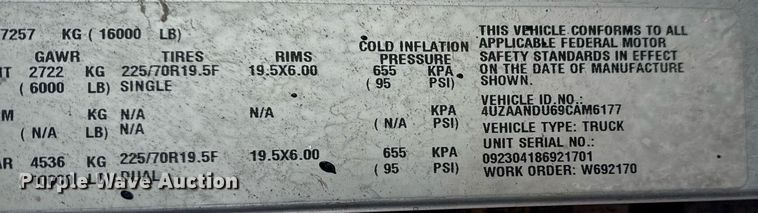 7257 KG ( 16000 LB)
GAWR TIRES RIMS COLD INFLATION PRESSURE
2722 KG 225/70R19.5F 19.5X6.00 655 KPA
( 6000 LB) SINGLE ( 95 PSI)
M KG N/A N/A KPA
( N/A LB) N/A ( N/A PSI)
AR 4536 KG 225/70R19.5F 19.5X6.00 655 KPA
DUAL ( 95 PSI)
THIS VEHICLE CONFORMS TO ALL
APPLICABLE FEDERAL MOTOR
SAFETY STANDARDS IN EFFECT
ON THE DATE OF MANUFACTURE
SHOWN.
VEHICLE ID.NO.:
4UZAANDU69CAM6177
VEHICLE TYPE: TRUCK
UNIT SERIAL NO.:
092304186921701
WORK ORDER: W692170
Purple Wave Auction